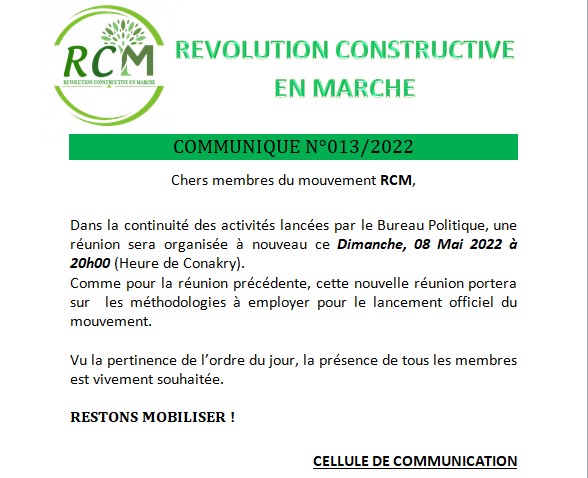 RCM
REVOLUTION CONSTRUCTIVE EN MARCHE
REVOLUTION CONSTRUCTIVE
EN MARCHE
COMMUNIQUE N°013/2022
Chers membres du mouvement RCM,
Dans la continuité des activités lancées par le Bureau Politique, une
réunion sera organisée à nouveau ce Dimanche, 08 Mai 2022 à
20h00 (Heure de Conakry).
Comme pour la réunion précédente, cette nouvelle réunion portera
sur les méthodologies à employer pour le lancement officiel du
mouvement.
Vu la pertinence de l’ordre du jour, la présence de tous les membres
est vivement souhaitée.
RESTONS MOBILISER !
CELLULE DE COMMUNICATION